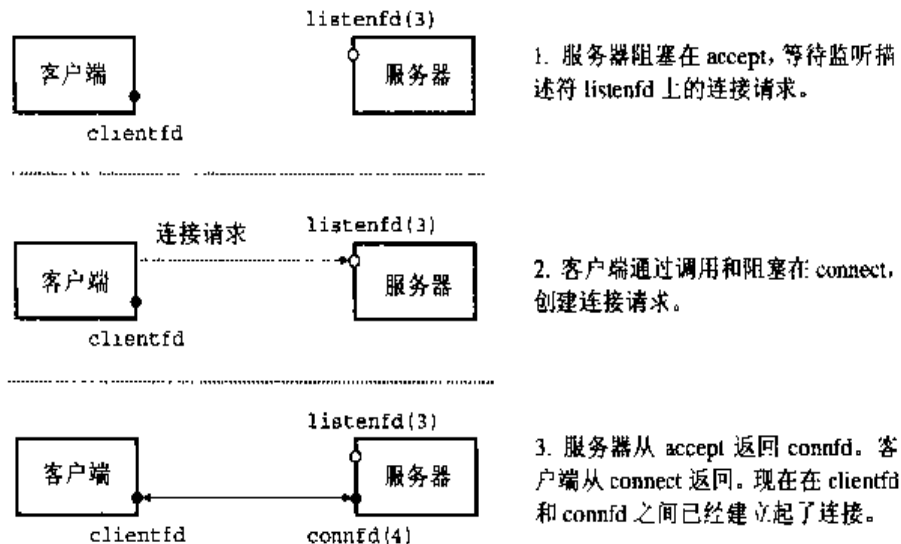 listenfd(3)
客户端
服务器
clientfd
1. 服务器阻塞在 accept，等待监听描
述符 listenfd 上的连接请求。
连接请求
listenfd(3)
客户端
服务器
clientfd
2. 客户端通过调用和阻塞在 connect，
创建连接请求。
listenfd(3)
客户端
服务器
clientfd
connfd(4)
3. 服务器从 accept 返回 connfd。客
户端从 connect 返回。现在在 clientfd
和 connfd 之间已经建立起了连接。